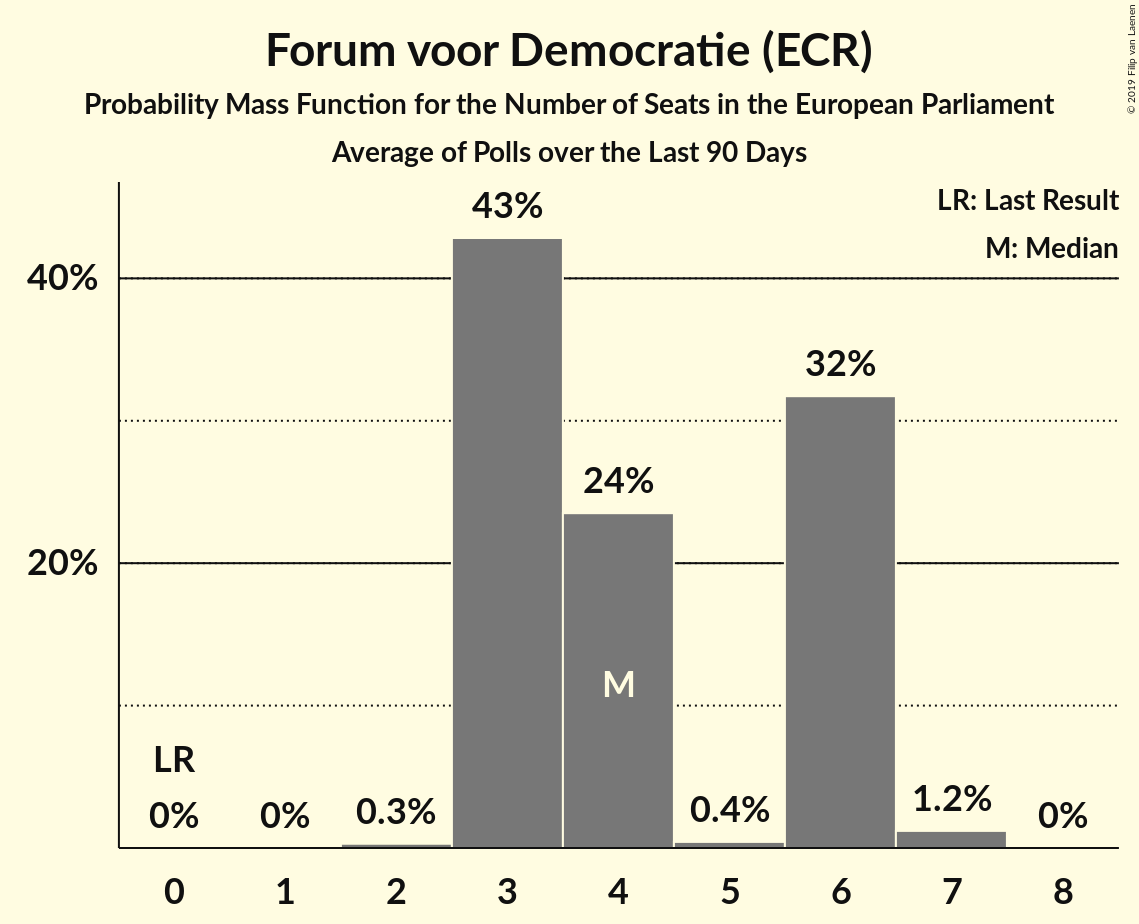 Forum voor Democratie (ECR)
Probability Mass Function for the Number of Seats in the European Parliament
Average of Polls over the Last 90 Days
© 2019 Filip van Laenen
LR: Last Result
M: Median
43%
40%
32%
24%
20%
M
LR
0%
0%
0.3%
0.4%
1.2%
0%
0 1 2 3 4 5 6 7 8